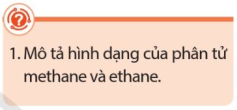 1. Mô tả hình dạng của phân tử
methane và ethane.